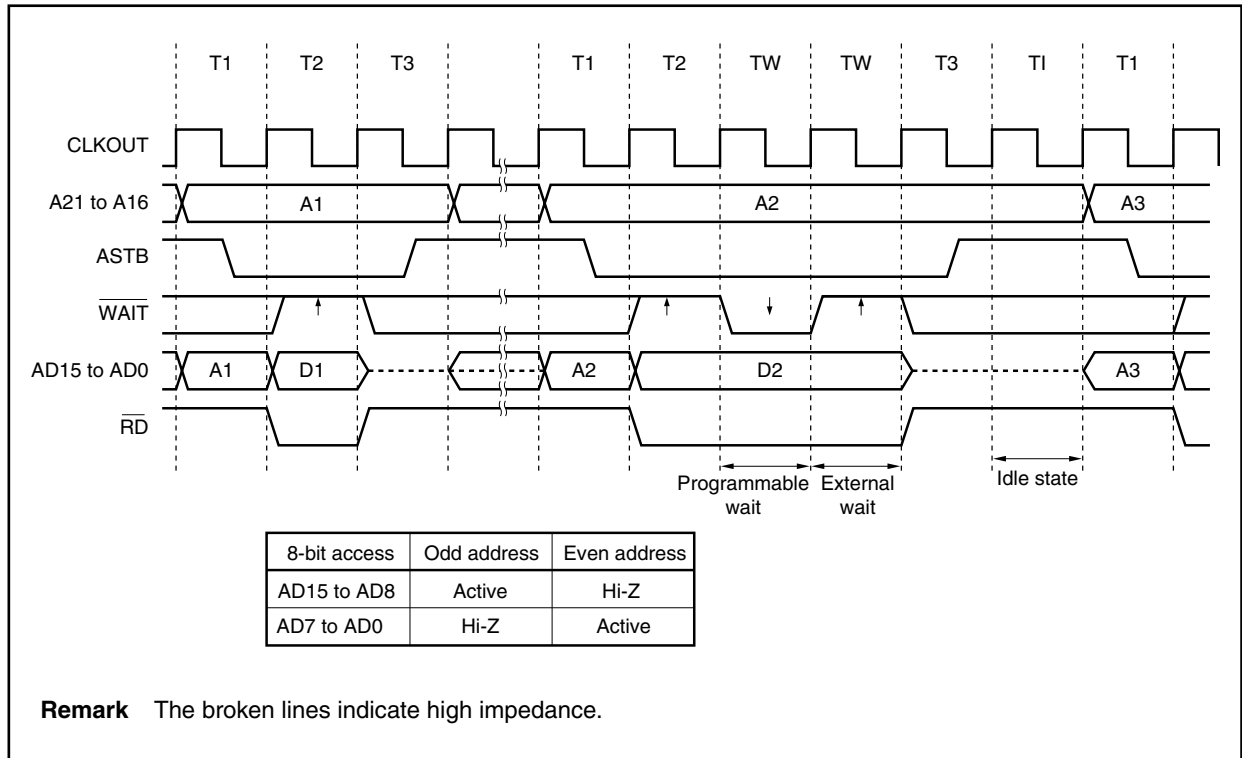 T1 T2 T3 T1 T2 TW TW T3 TI T1
CLKOUT
A21 to A16 A1 A2 A3
ASTB
WAIT
AD15 to AD0 A1 D1 A2 D2 A3
RD
Programmable wait
External wait
Idle state
8-bit access Odd address Even address
AD15 to AD8 Active Hi-Z
AD7 to AD0 Hi-Z Active
Remark The broken lines indicate high impedance.